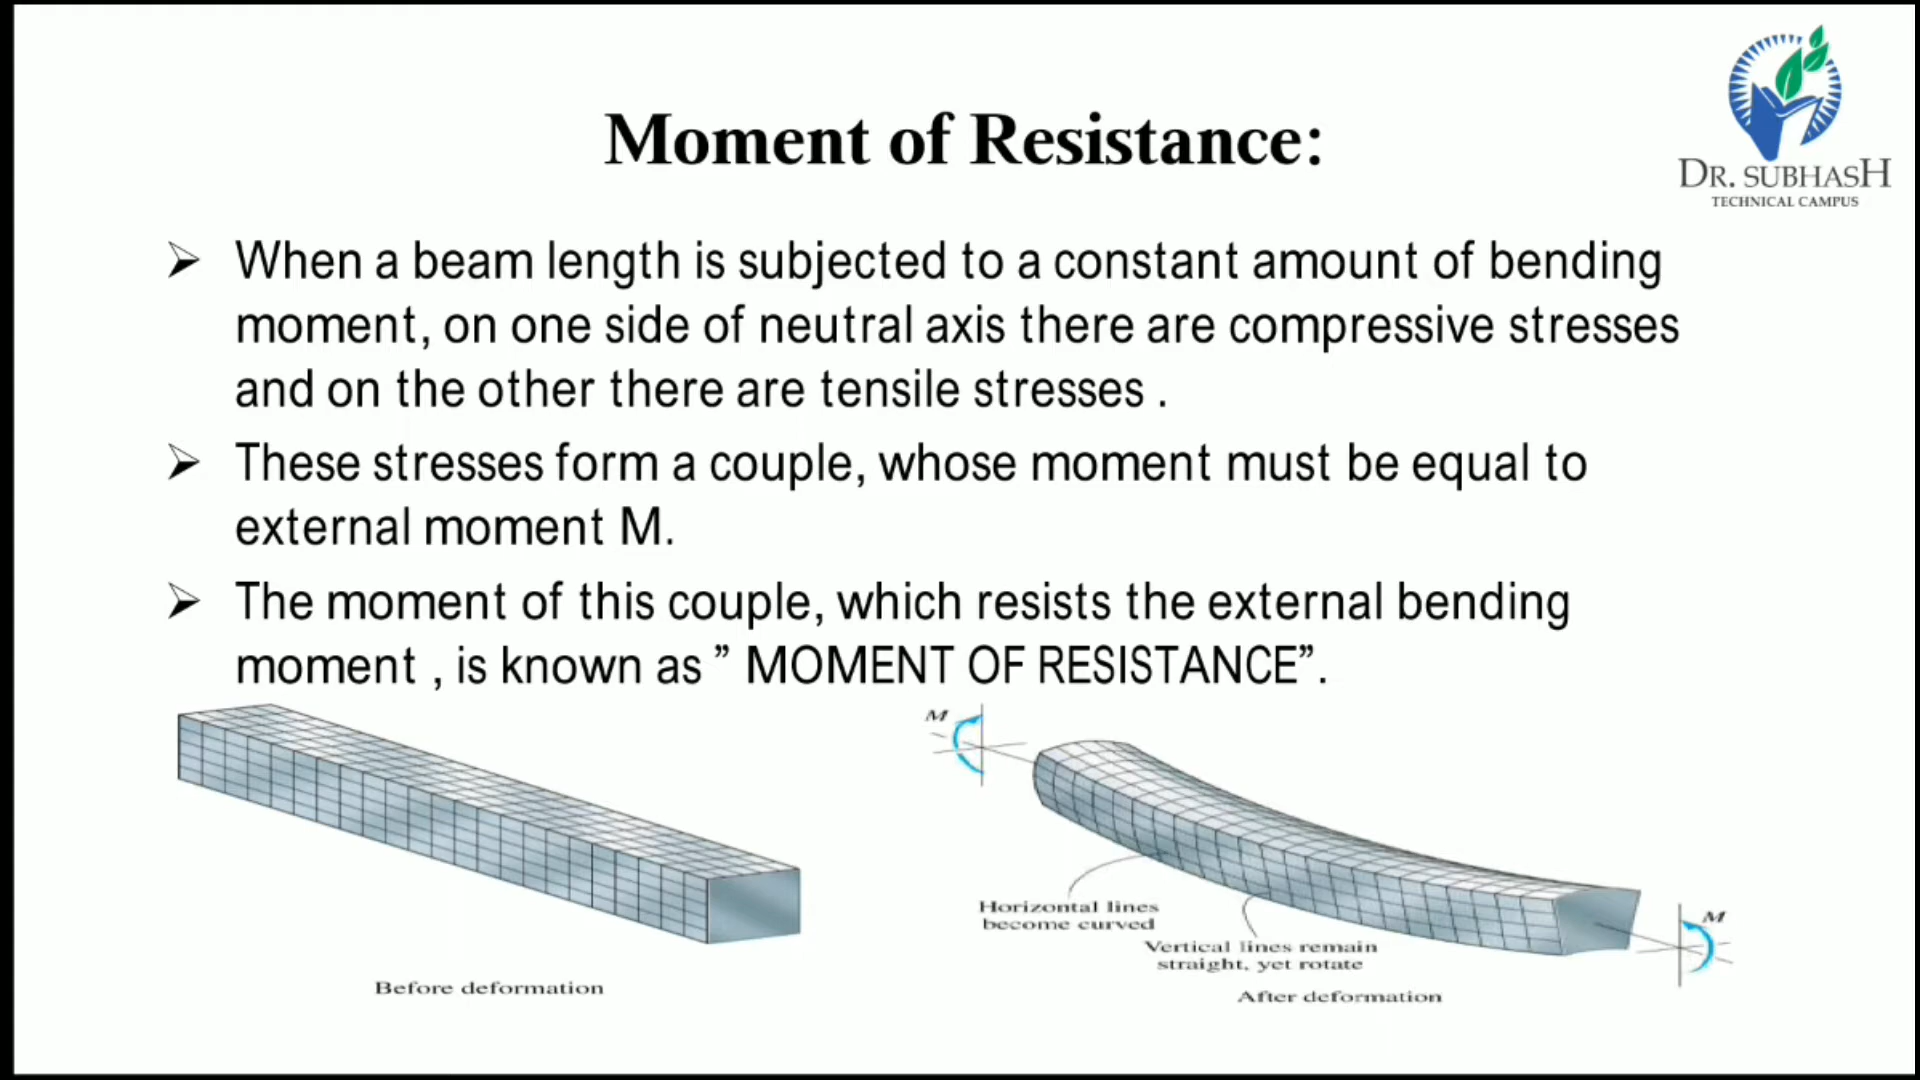 Moment of Resistance:
DR. SUBHASH
TECHNICAL CAMPUS
When a beam length is subjected to a constant amount of bending
moment, on one side of neutral axis there are compressive stresses
and on the other there are tensile stresses .
These stresses form a couple, whose moment must be equal to
external moment M.
The moment of this couple, which resists the external bending
moment , is known as ” MOMENT OF RESISTANCE”.
M
Horizontal lines
become curved
Vertical lines remain
straight, yet rotate
M
Before deformation
After deformation